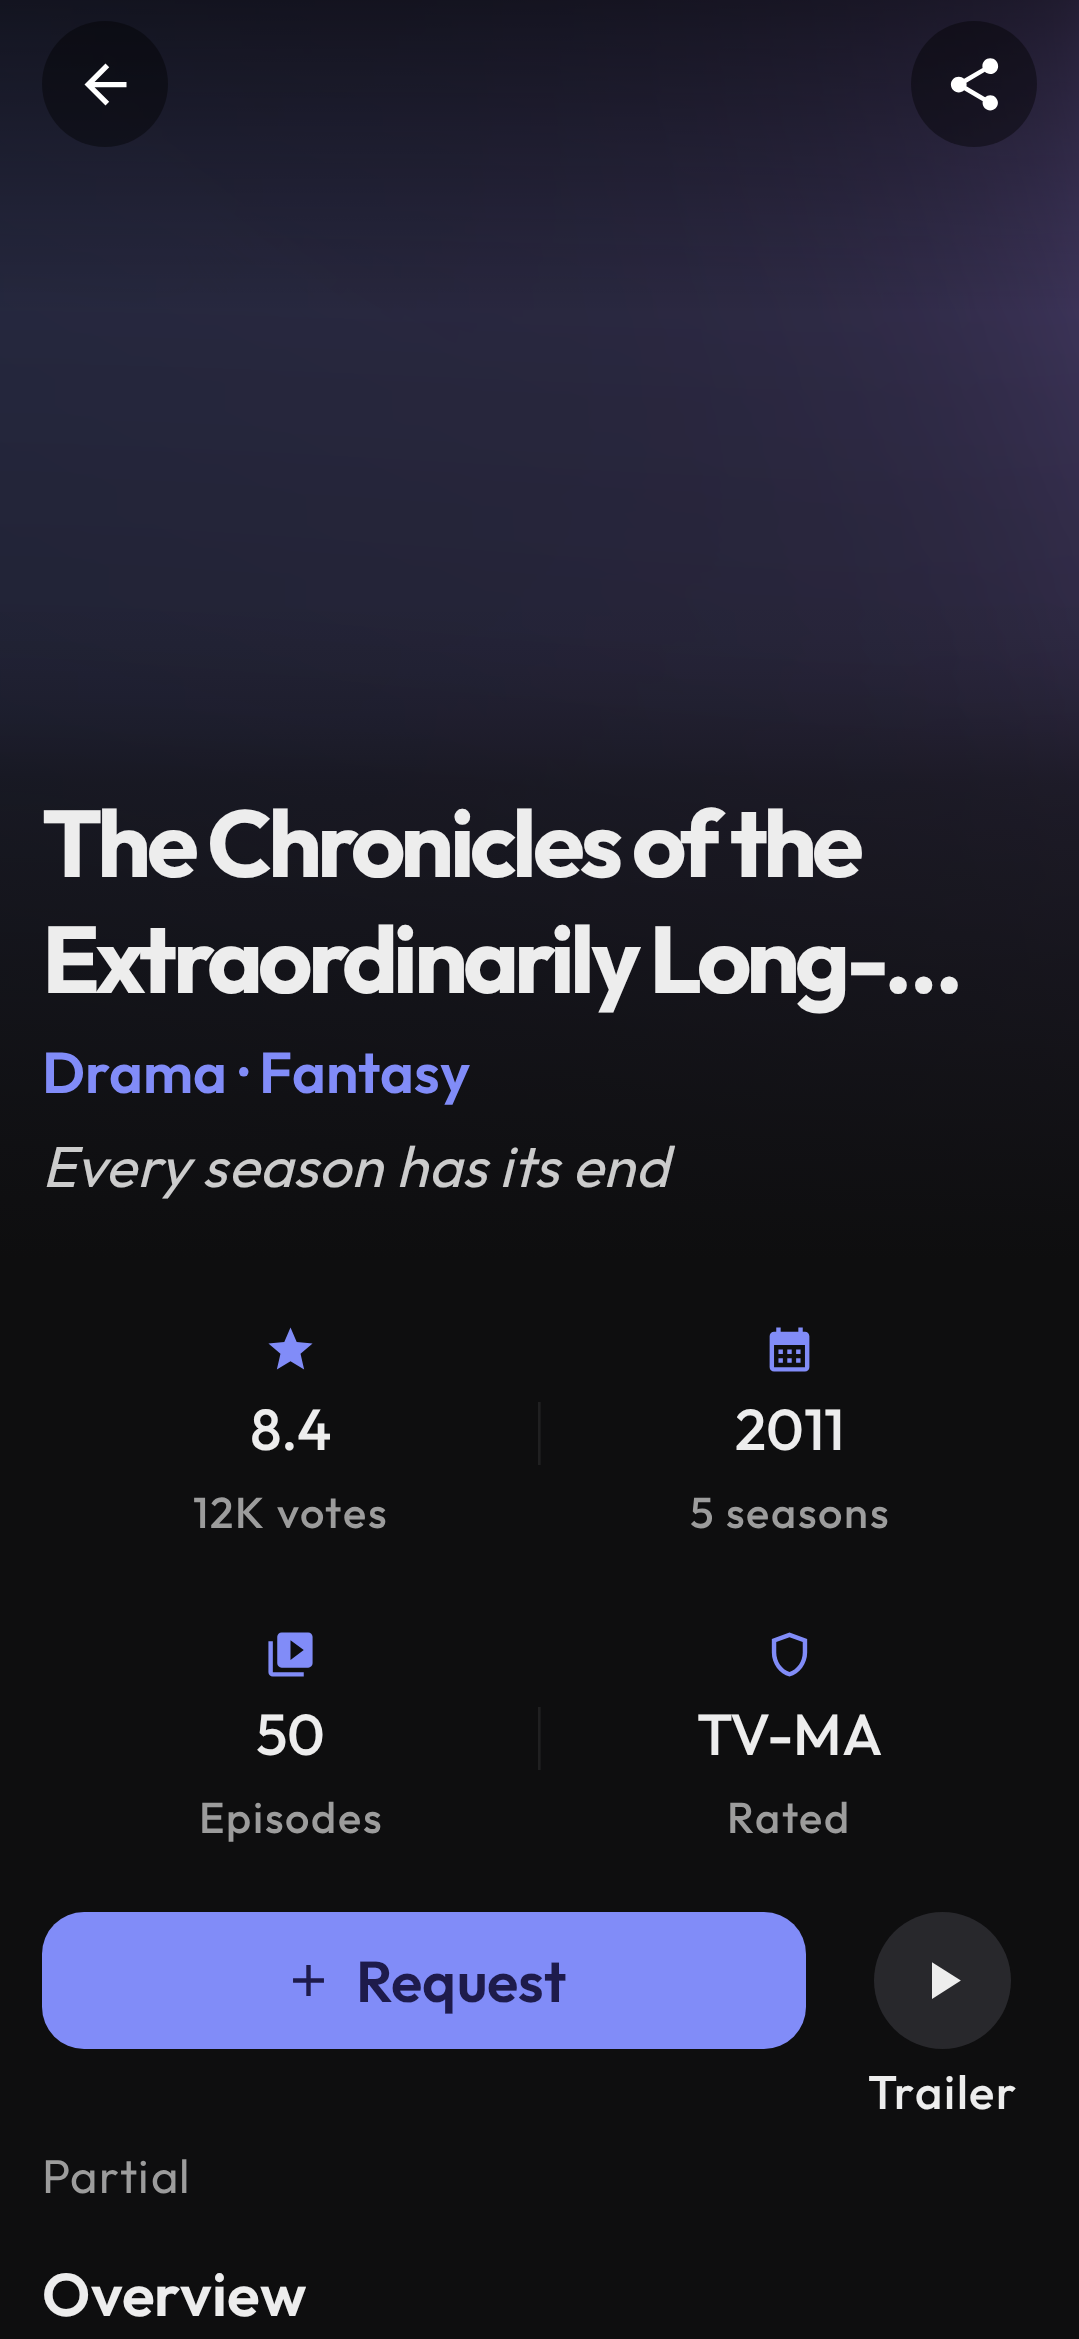 The Chronicles of the
Extraordinarily Long-...
Drama · Fantasy
Every season has its end
8.4
2011
12K votes
5 seasons
50
TV-MA
Episodes
Rated
+ Request
Trailer
Partial
Overview